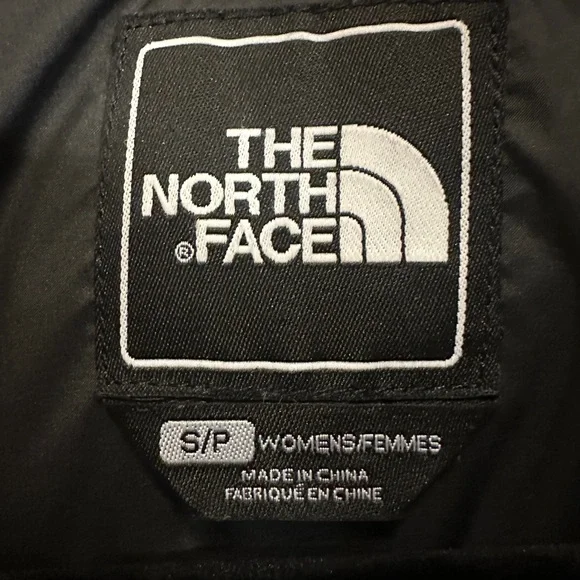 THE
NORTH
®FACE
S/P WOMENS/FEMMES
MADE IN CHINA
FABRIQUÉ EN CHINE